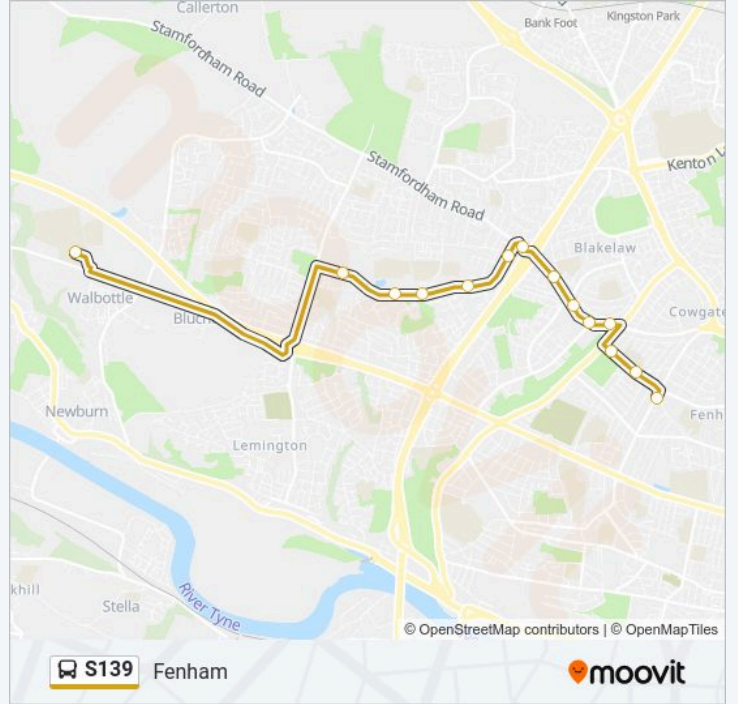 Callerton
Bank Foot
Kingston Park
Stamfordham Road
Stamfordham Road
Kenton
Blakelaw
Walbottle
Cowgate
Newburn
Fenh
Lemington
River Tyne
khill
Stella
© OpenStreetMap contributors | © OpenMapTiles
S139 Fenham
moovit